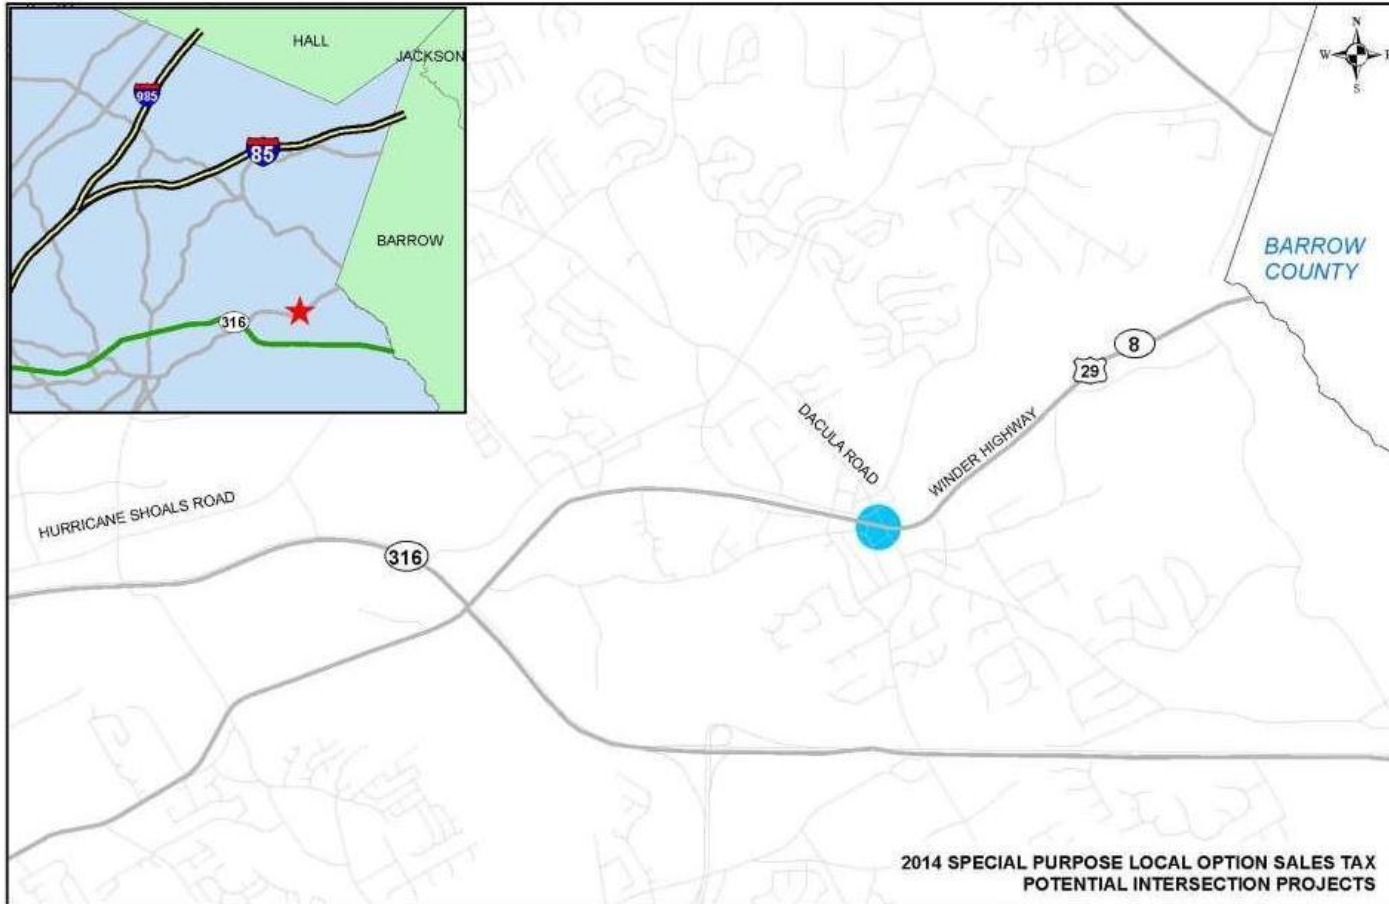 HALL
JACKSON
985
85
BARROW
316
N
W
E
S
BARROW
COUNTY
8
29
DACULA ROAD
WINDER HIGHWAY
HURRICANE SHOALS ROAD
316
2014 SPECIAL PURPOSE LOCAL OPTION SALES TAX
POTENTIAL INTERSECTION PROJECTS